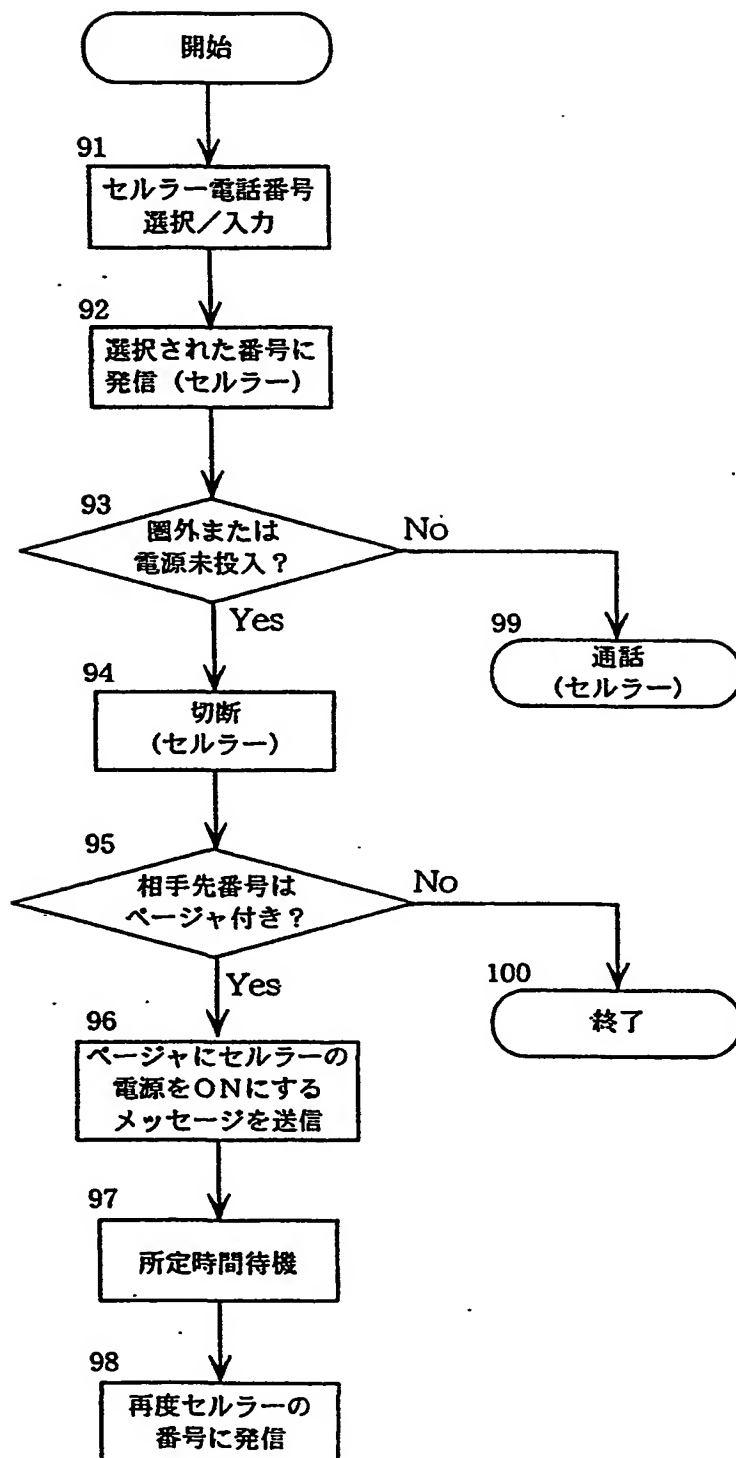 開始
91
セルラー電話番号
選択／入力
92
選択された番号に
発信（セルラー）
93
圏外または
電源未投入？
No
Yes
99
通話
（セルラー）
94
切断
（セルラー）
95
相手先番号は
ページャ付き？
No
Yes
100
終了
96
ページャにセルラーの
電源をONにする
メッセージを送信
97
所定時間待機
98
再度セルラーの
番号に発信